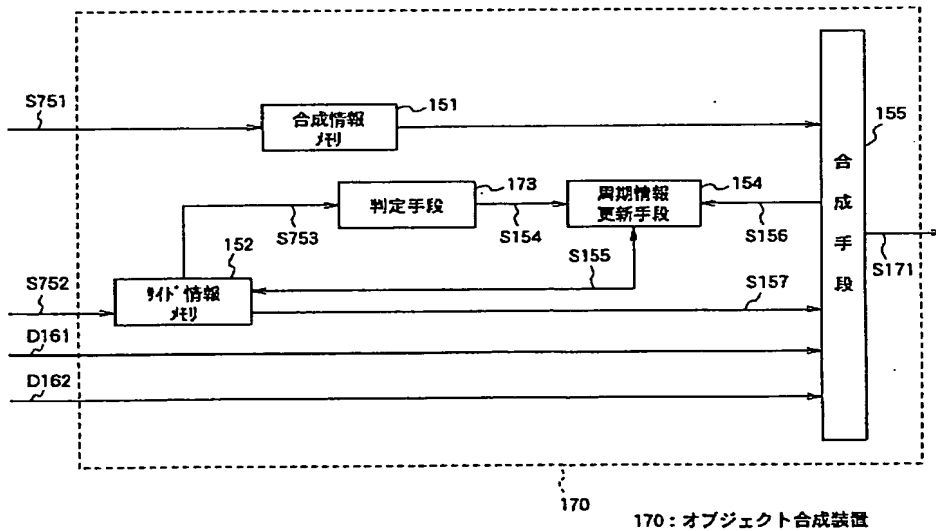 S751
合成情報
ﾒﾓﾘ
151
155
合
成
手
段
判定手段
173
周期情報
更新手段
154
S753
S154
S156
152
S155
S171
S752
ｻｲﾄﾞ情報
ﾒﾓﾘ
S157
D161
D162
170
170：オブジェクト合成装置